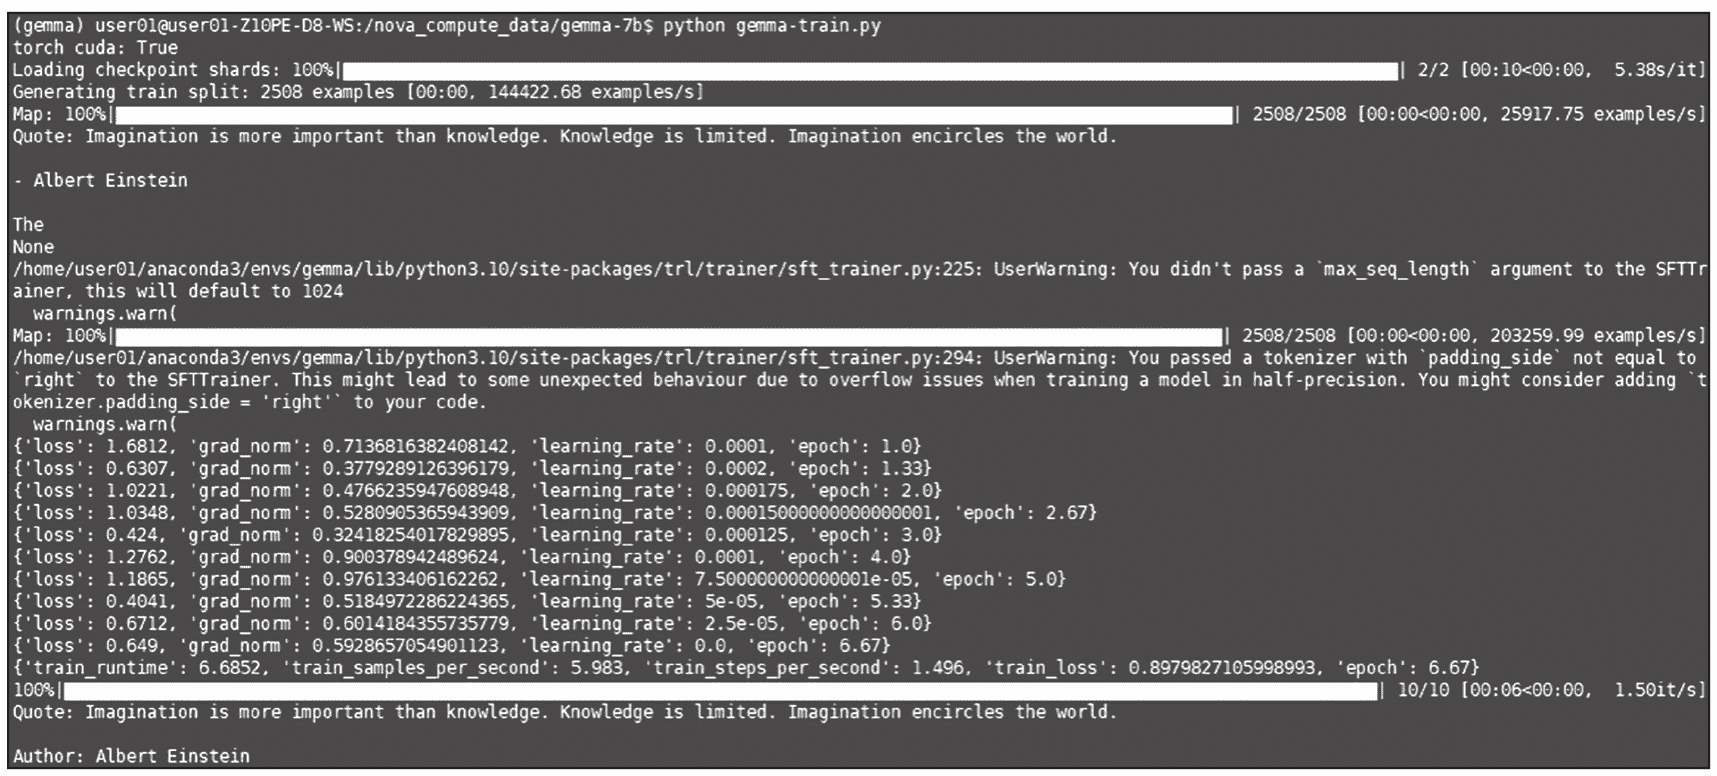 (gemma) user01@user01-Z10PE-D8-WS:/nova_compute_data/gemma-7b$ python gemma-train.py
torch cuda: True
Loading checkpoint shards: 100%| | 2/2 [00:10<00:00,  5.38s/it]
Generating train split: 2508 examples [00:00, 144422.68 examples/s]
Map: 100%| | 2508/2508 [00:00<00:00, 25917.75 examples/s]
Quote: Imagination is more important than knowledge. Knowledge is limited. Imagination encircles the world.
- Albert Einstein
The
None
/home/user01/anaconda3/envs/gemma/lib/python3.10/site-packages/trl/trainer/sft_trainer.py:225: UserWarning: You didn't pass a `max_seq_length` argument to the SFTTr
ainer, this will default to 1024
  warnings.warn(
Map: 100%| | 2508/2508 [00:00<00:00, 203259.99 examples/s]
/home/user01/anaconda3/envs/gemma/lib/python3.10/site-packages/trl/trainer/sft_trainer.py:294: UserWarning: You passed a tokenizer with `padding_side` not equal to
`right` to the SFTTrainer. This might lead to some unexpected behaviour due to overflow issues when training a model in half-precision. You might consider adding `t
okenizer.padding_side = 'right'` to your code.
  warnings.warn(
{'loss': 1.6812, 'grad_norm': 0.7136816382408142, 'learning_rate': 0.0001, 'epoch': 1.0}
{'loss': 0.6307, 'grad_norm': 0.3779289126396179, 'learning_rate': 0.0002, 'epoch': 1.33}
{'loss': 1.0221, 'grad_norm': 0.4766235947608948, 'learning_rate': 0.000175, 'epoch': 2.0}
{'loss': 1.0348, 'grad_norm': 0.5280905365943909, 'learning_rate': 0.00015000000000000001, 'epoch': 2.67}
{'loss': 0.424, 'grad_norm': 0.32418254017829895, 'learning_rate': 0.000125, 'epoch': 3.0}
{'loss': 1.2762, 'grad_norm': 0.900378942489624, 'learning_rate': 0.0001, 'epoch': 4.0}
{'loss': 1.1865, 'grad_norm': 0.976133406162262, 'learning_rate': 7.500000000000001e-05, 'epoch': 5.0}
{'loss': 0.4041, 'grad_norm': 0.5184972286224365, 'learning_rate': 5e-05, 'epoch': 5.33}
{'loss': 0.6712, 'grad_norm': 0.6014184355735779, 'learning_rate': 2.5e-05, 'epoch': 6.0}
{'loss': 0.649, 'grad_norm': 0.5928657054901123, 'learning_rate': 0.0, 'epoch': 6.67}
{'train_runtime': 6.6852, 'train_samples_per_second': 5.983, 'train_steps_per_second': 1.496, 'train_loss': 0.8979827105998993, 'epoch': 6.67}
100%| | 10/10 [00:06<00:00,  1.50it/s]
Quote: Imagination is more important than knowledge. Knowledge is limited. Imagination encircles the world.
Author: Albert Einstein